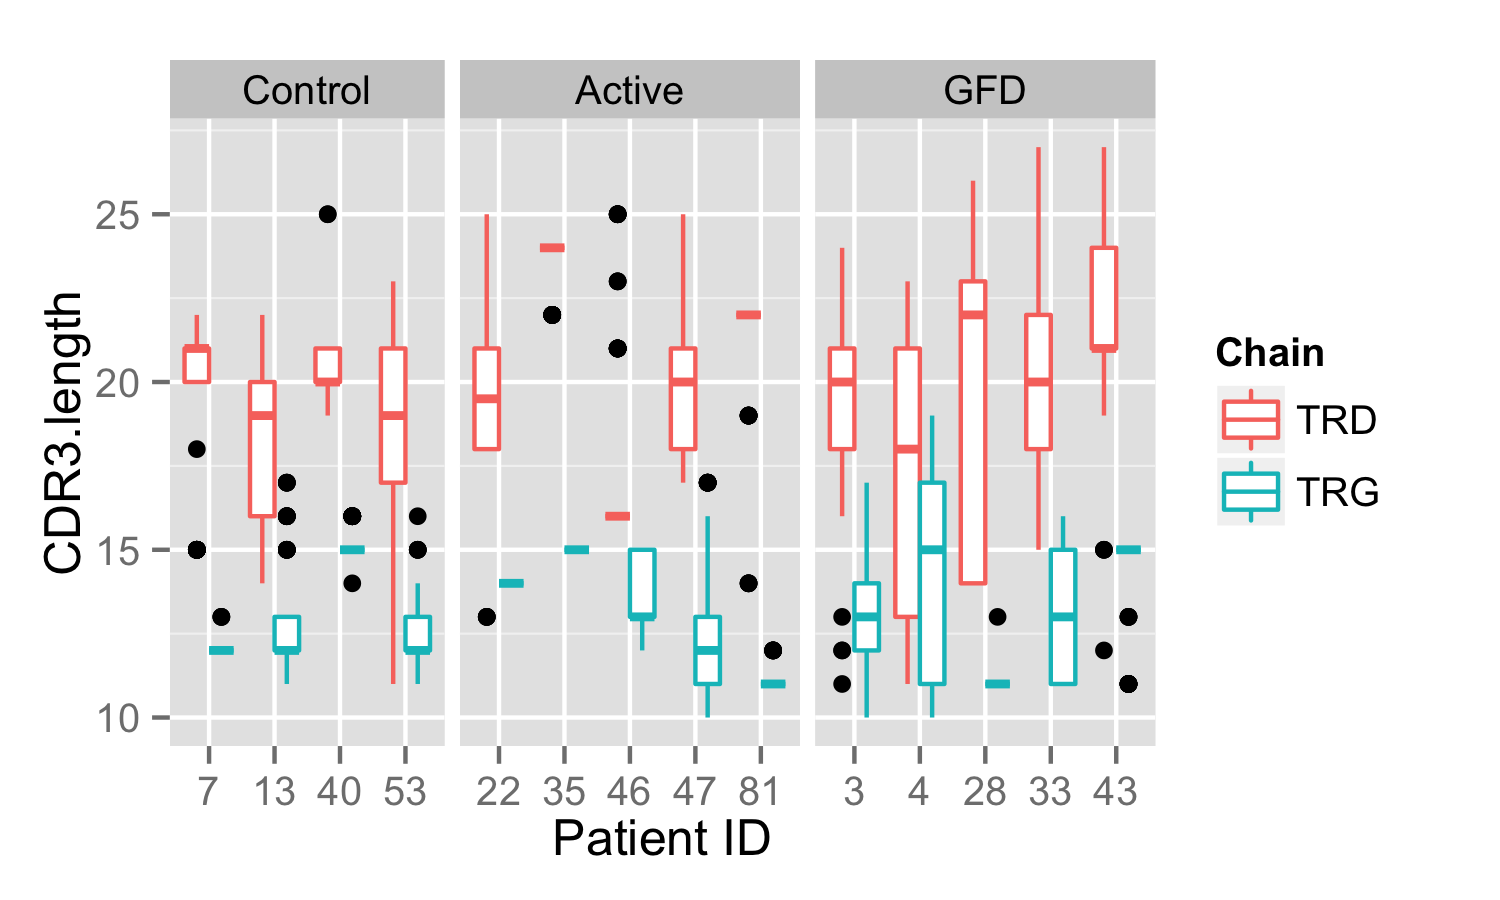 Control Active GFD
CDR3.length
25
20
15
10
7 13 40 53 22 35 46 47 81 3 4 28 33 43
Patient ID
Chain
TRD
TRG